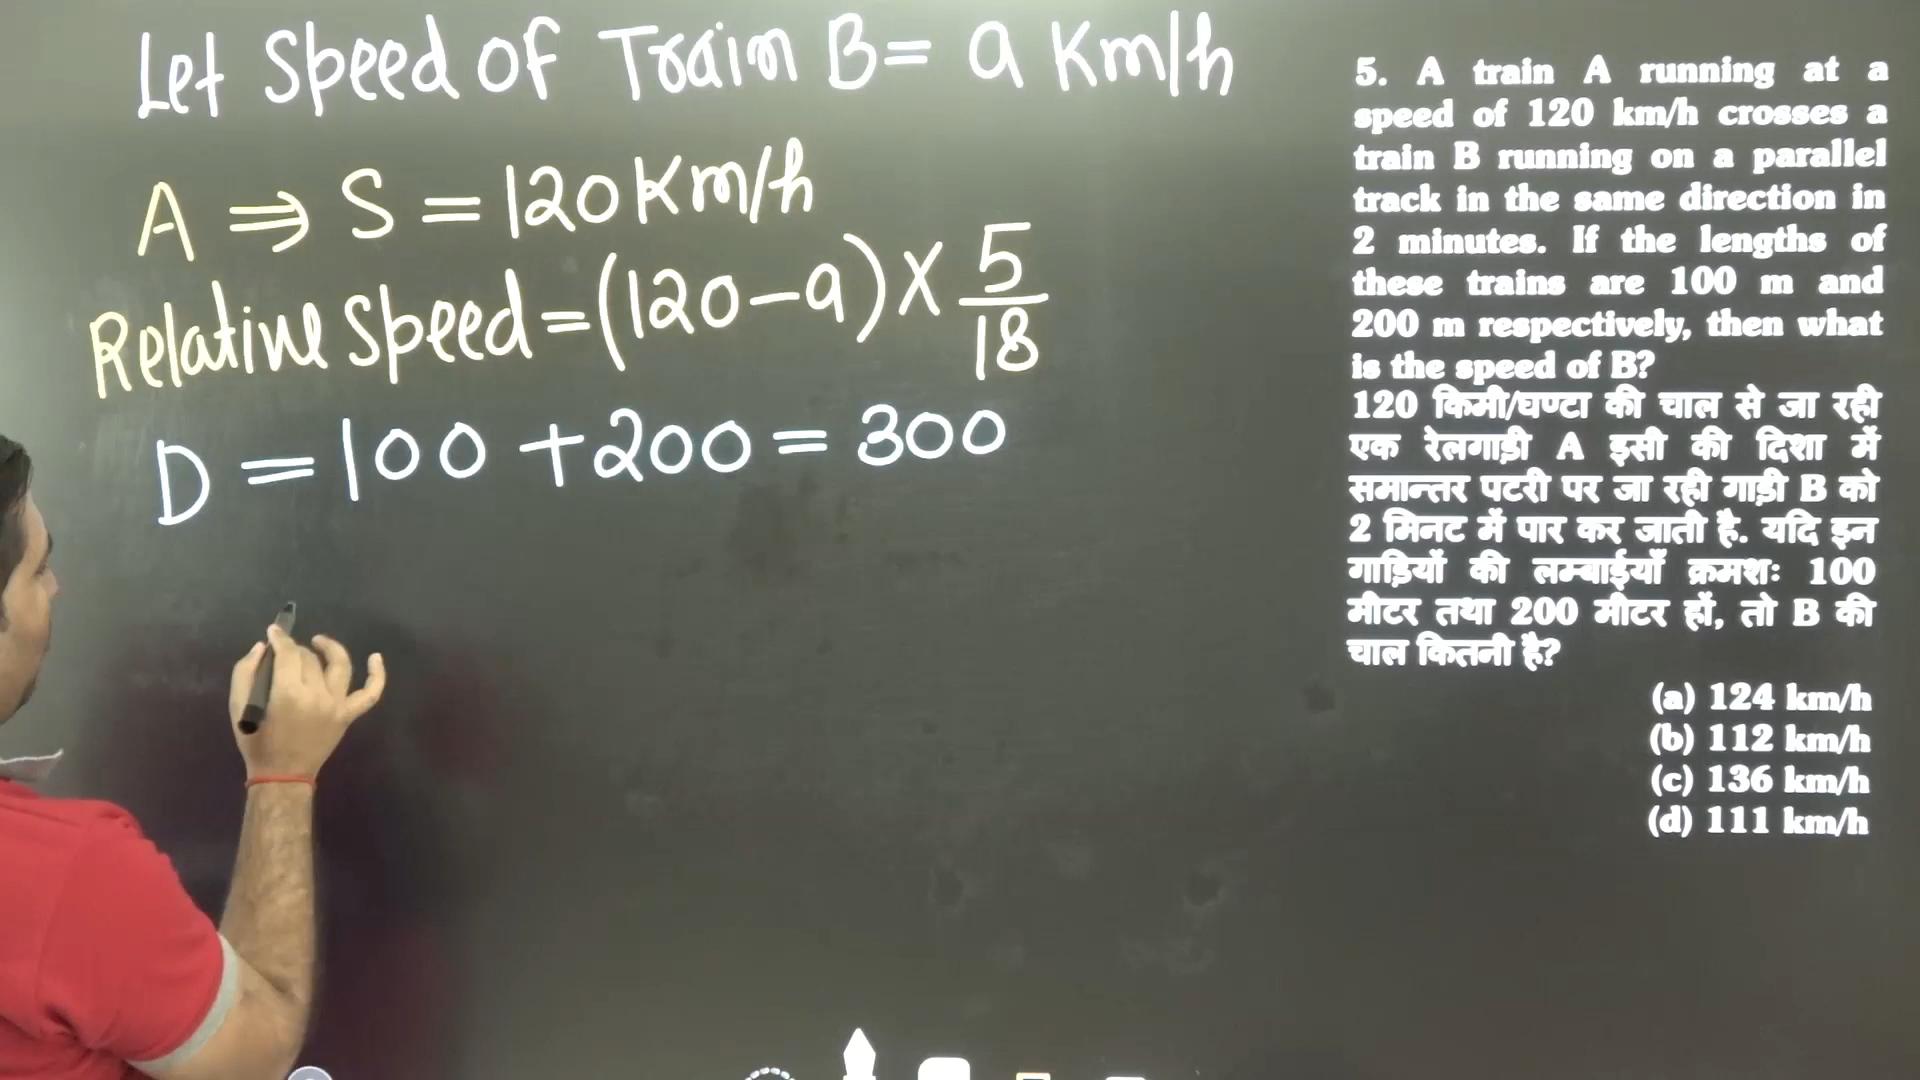 Let Speed of Train B = a Km/h
A ⇒ S = 120 Km/h
Relative Speed = (120-a) × 5/18
D = 100 + 200 = 300
5. A train A running at a
speed of 120 km/h crosses a
train B running on a parallel
track in the same direction in
2 minutes. If the lengths of
these trains are 100 m and
200 m respectively, then what
is the speed of B?
120 किमी/घण्टा की चाल से जा रही
एक रेलगाड़ी A इसी की दिशा में
समान्तर पटरी पर जा रही गाड़ी B को
2 मिनट में पार कर जाती है. यदि इन
गाड़ियों की लम्बाईयाँ क्रमशः 100
मीटर तथा 200 मीटर हों, तो B की
चाल कितनी है?
(a) 124 km/h
(b) 112 km/h
(c) 136 km/h
(d) 111 km/h